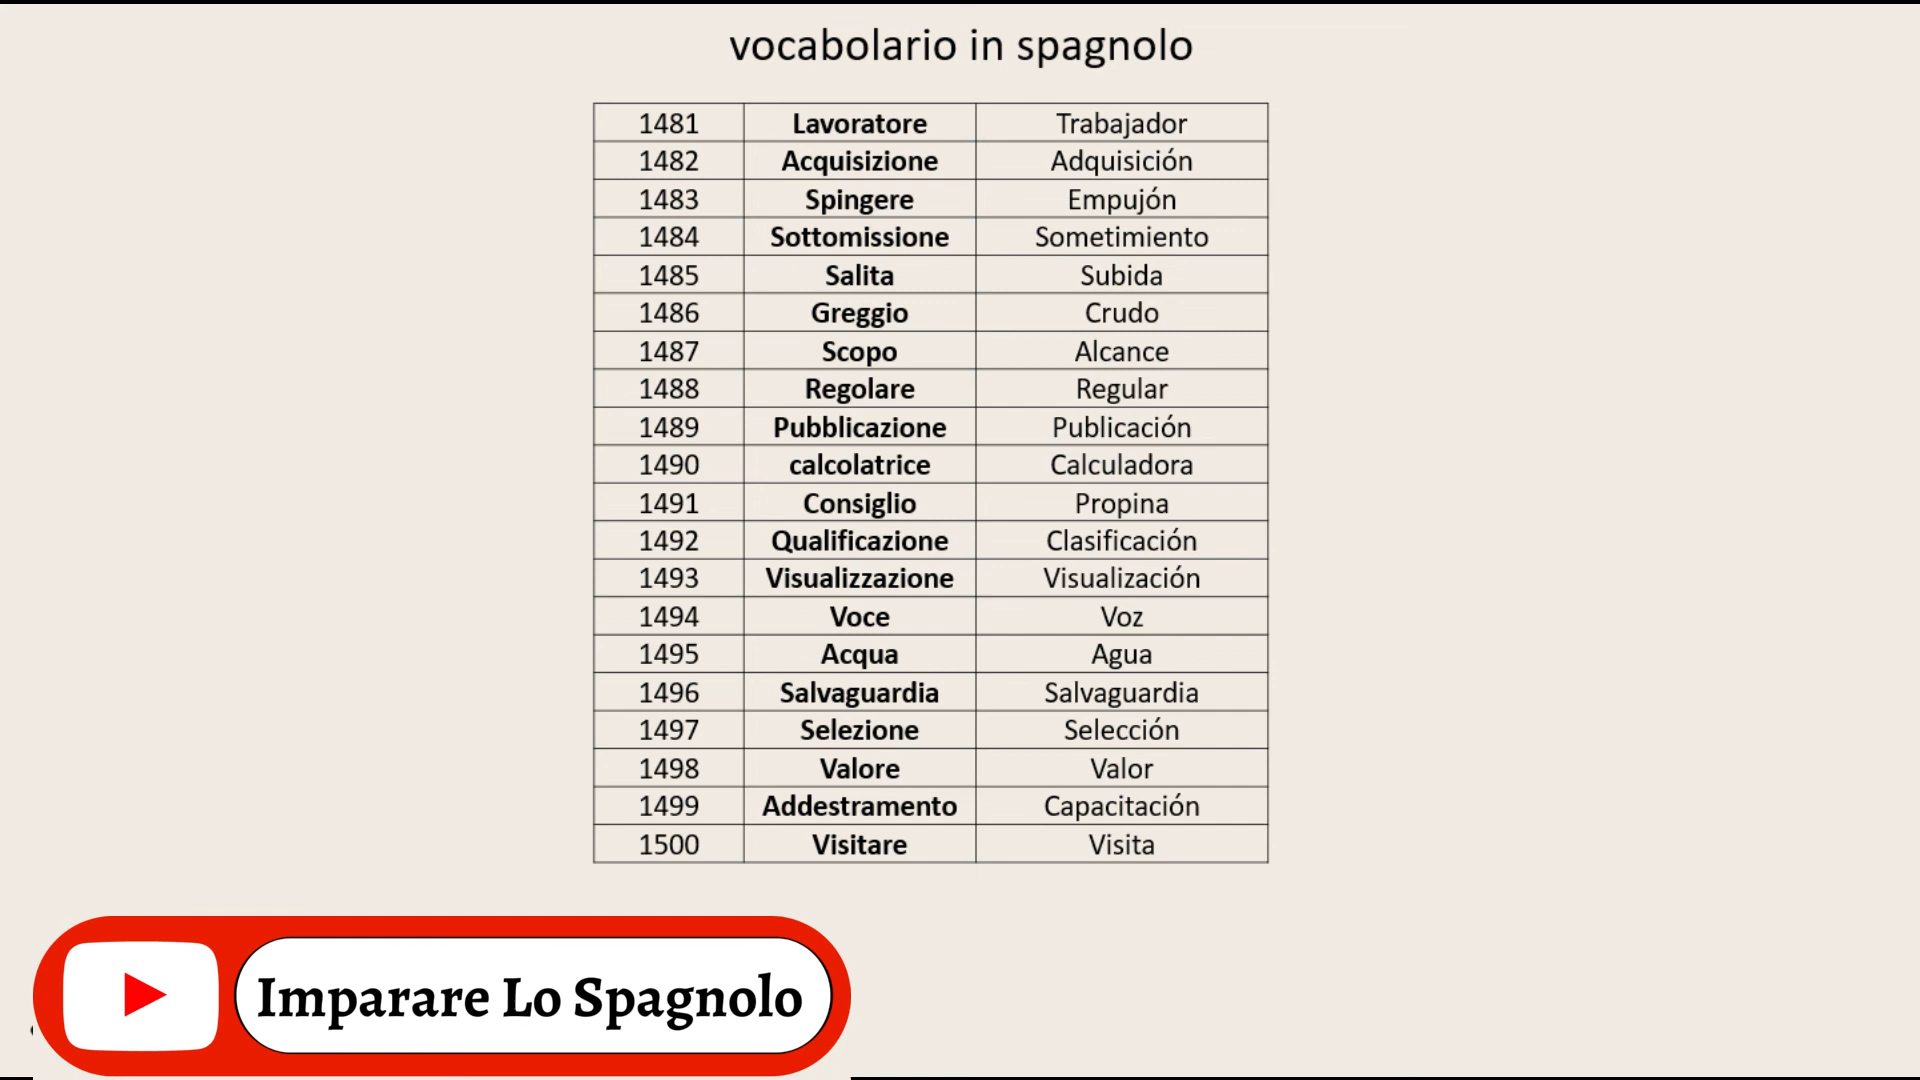 vocabolario in spagnolo
1481 Lavoratore Trabajador
1482 Acquisizione Adquisición
1483 Spingere Empujón
1484 Sottomissione Sometimiento
1485 Salita Subida
1486 Greggio Crudo
1487 Scopo Alcance
1488 Regolare Regular
1489 Pubblicazione Publicación
1490 calcolatrice Calculadora
1491 Consiglio Propina
1492 Qualificazione Clasificación
1493 Visualizzazione Visualización
1494 Voce Voz
1495 Acqua Agua
1496 Salvaguardia Salvaguardia
1497 Selezione Selección
1498 Valore Valor
1499 Addestramento Capacitación
1500 Visitare Visita
Imparare Lo Spagnolo